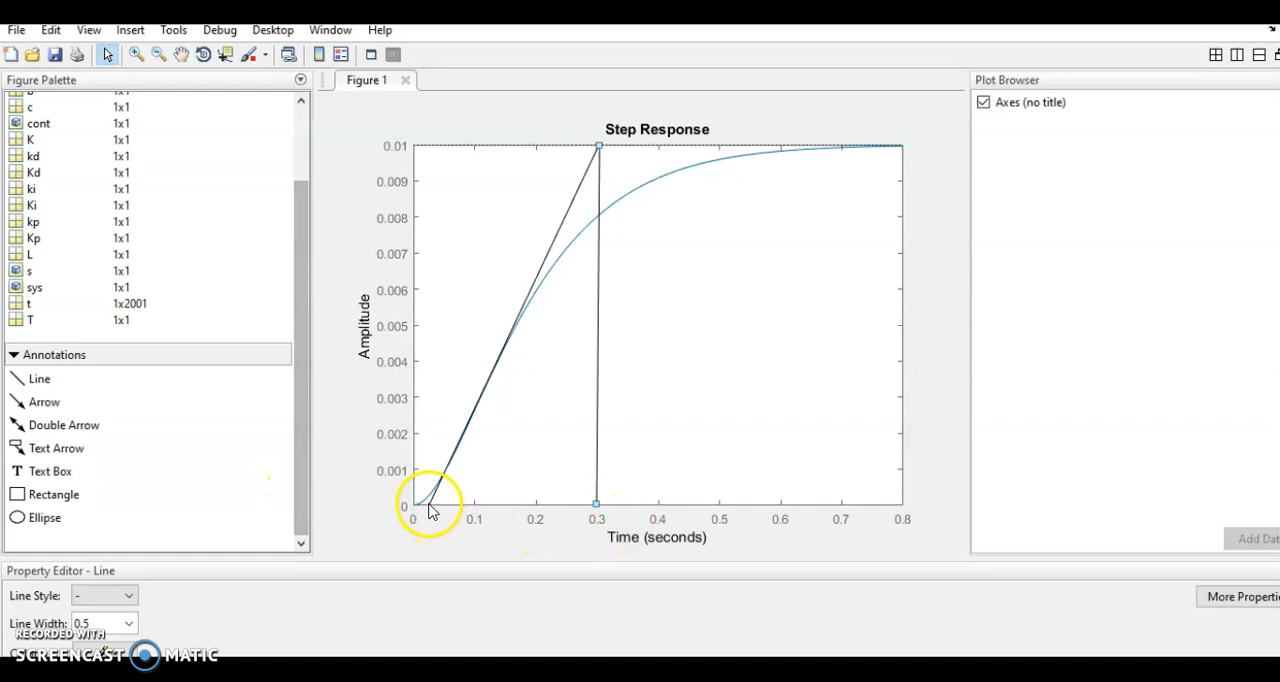 File Edit View Insert Tools Debug Desktop Window Help
Figure Palette
c 1x1
cont 1x1
K 1x1
kd 1x1
Kd 1x1
ki 1x1
Ki 1x1
kp 1x1
Kp 1x1
L 1x1
s 1x1
sys 1x1
t 1x2001
T 1x1
Annotations
Line
Arrow
Double Arrow
Text Arrow
T Text Box
Rectangle
Ellipse
Figure 1
Step Response
0.01
0.009
0.008
0.007
0.006
0.005
0.004
0.003
0.002
0.001
0
Amplitude
0 0.1 0.2 0.3 0.4 0.5 0.6 0.7 0.8
Time (seconds)
Plot Browser
Axes (no title)
Add Dat
Property Editor - Line
Line Style: -
Line Width: 0.5
More Properti
RECORDED WITH
SCREENCAST MATIC